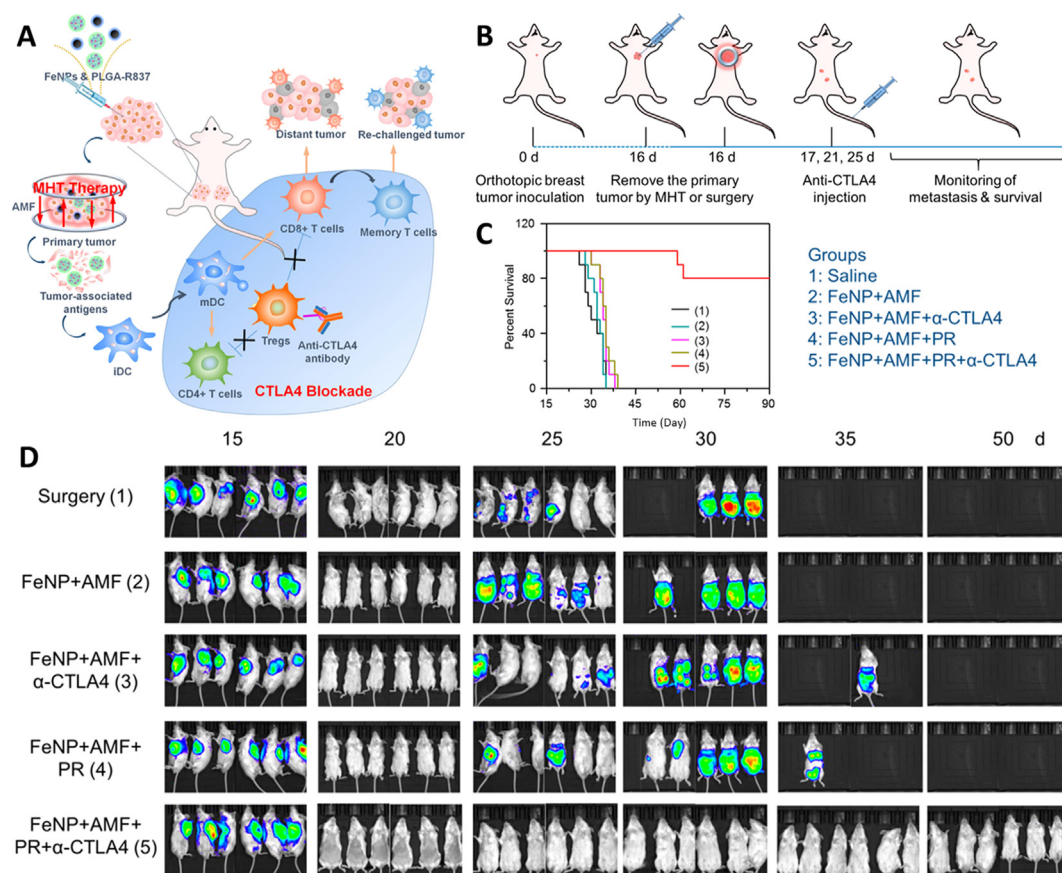 A
FeNPs & PLGA-R837
MHT Therapy
AMF
Primary tumor
Tumor-associated
antigens
iDC
Distant tumor
Re-challenged tumor
CD8+ T cells
Memory T cells
mDC
Tregs
Anti-CTLA4
antibody
CD4+ T cells
CTLA4 Blockade
B
0 d
16 d
16 d
17, 21, 25 d
Orthotopic breast
tumor inoculation
Remove the primary
tumor by MHT or surgery
Anti-CTLA4
injection
Monitoring of
metastasis & survival
C
Percent Survival
120
80
40
0
15
30
45
60
75
90
Time (Day)
(1)
(2)
(3)
(4)
(5)
Groups
1: Saline
2: FeNP+AMF
3: FeNP+AMF+α-CTLA4
4: FeNP+AMF+PR
5: FeNP+AMF+PR+α-CTLA4
D
15 20 25 30 35 50 d
Surgery (1)
FeNP+AMF (2)
FeNP+AMF+
α-CTLA4 (3)
FeNP+AMF+
PR (4)
FeNP+AMF+
PR+α-CTLA4 (5)